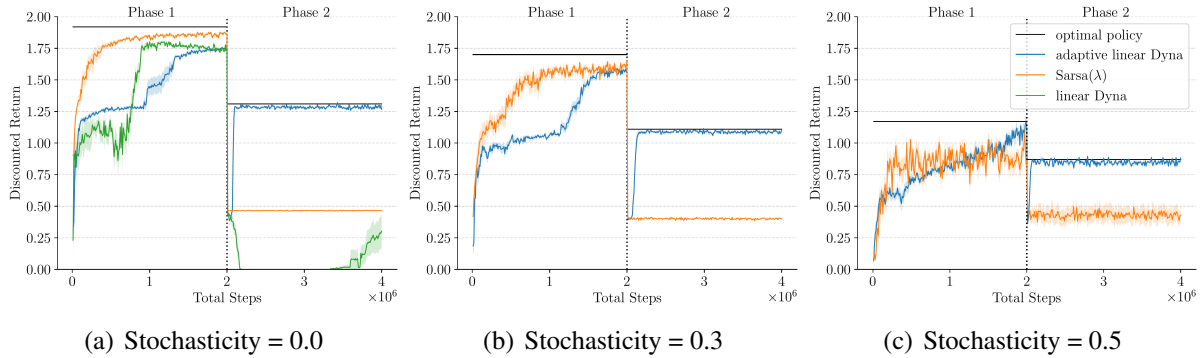 Phase 1
Phase 2
2.00
1.75
1.50
1.25
1.00
0.75
0.50
0.25
0.00
Discounted Return
0
1
2
3
4
×10⁶
Total Steps
(a) Stochasticity = 0.0
Phase 1
Phase 2
2.00
1.75
1.50
1.25
1.00
0.75
0.50
0.25
0.00
Discounted Return
0
1
2
3
4
×10⁶
Total Steps
(b) Stochasticity = 0.3
Phase 1
Phase 2
2.00
1.75
1.50
1.25
1.00
0.75
0.50
0.25
0.00
Discounted Return
optimal policy
adaptive linear Dyna
Sarsa(λ)
linear Dyna
0
1
2
3
4
×10⁶
Total Steps
(c) Stochasticity = 0.5